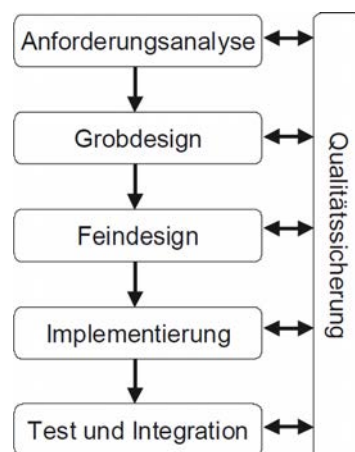 Anforderungsanalyse
Grobdesign
Feindesign
Implementierung
Test und Integration
Qualitätssicherung